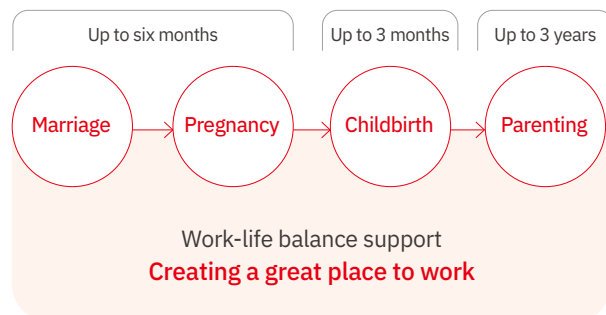 Up to six months
Up to 3 months
Up to 3 years
Marriage
Pregnancy
Childbirth
Parenting
Work-life balance support
Creating a great place to work